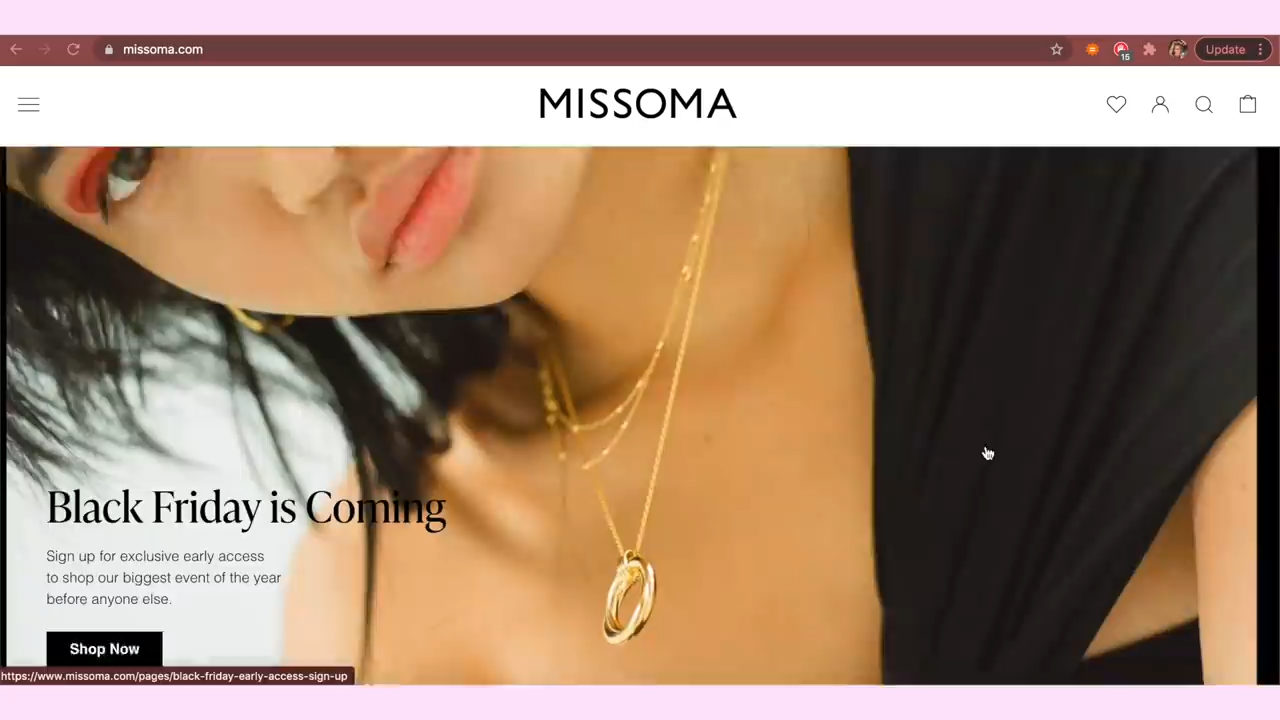 missoma.com
15
Update
MISSOMA
Black Friday is Coming
Sign up for exclusive early access
to shop our biggest event of the year
before anyone else.
Shop Now
https://www.missoma.com/pages/black-friday-early-access-sign-up